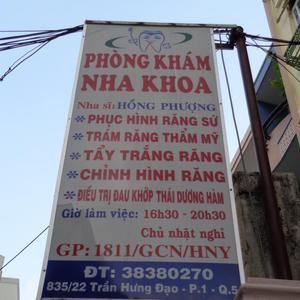 PHÒNG KHÁM
NHA KHOA
Nha sĩ: HỒNG PHƯỢNG
* PHỤC HÌNH RĂNG SỨ
* TRÁM RĂNG THẨM MỸ
* TẨY TRẮNG RĂNG
* CHỈNH HÌNH RĂNG
* ĐIỀU TRỊ ĐAU KHỚP THÁI DƯƠNG HÀM
Giờ làm việc: 16h30 - 20h30
Chủ nhật nghỉ
GP: 1811/GCN/HNY
ĐT: 38380270
835/22 Trần Hưng Đạo - P.1 - Q.5